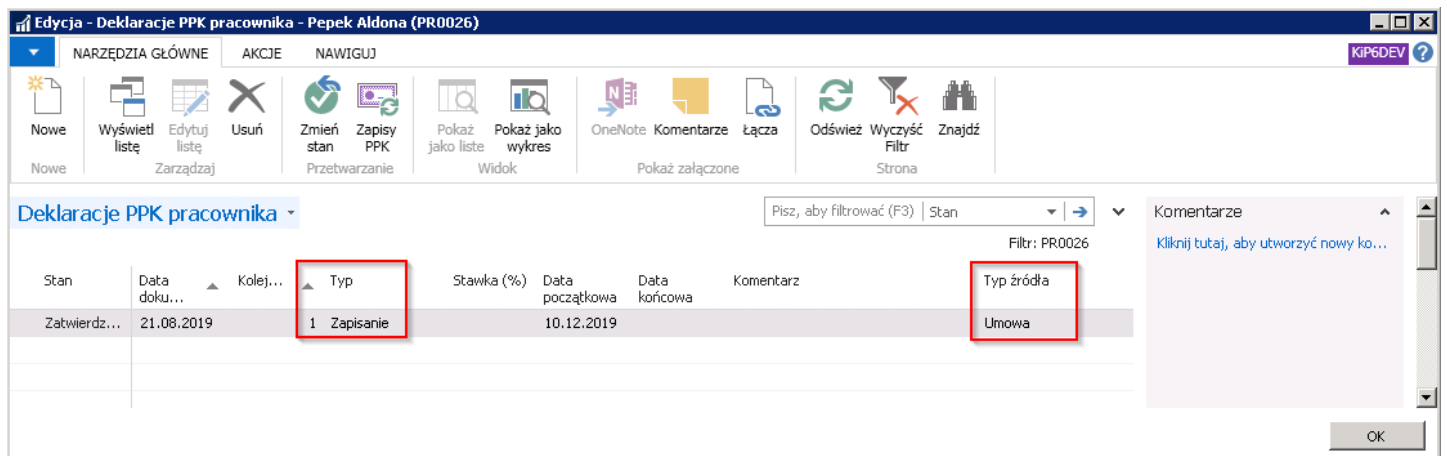 Edycja - Deklaracje PPK pracownika - Pepek Aldona (PR0026)
NARZĘDZIA GŁÓWNE AKCJE NAWIGUJ KiP6DEV ?
Nowe Wyświetl listę Edytuj listę Usuń Zmień stan Zapisy PPK Pokaż jako liste Pokaż jako wykres OneNote Komentarze Łącza Odśwież Wyczyść Filtr Znajdź
Nowe Zarządzaj Przetwarzanie Widok Pokaż załączone Strona
Deklaracje PPK pracownika Pisz, aby filtrować (F3) Stan Komentarze
Filtr: PR0026 Kliknij tutaj, aby utworzyć nowy ko...
Stan Data doku... Kolej... Typ Stawka (%) Data początkowa Data końcowa Komentarz Typ źródła
Zatwierdz... 21.08.2019 1 Zapisanie 10.12.2019 Umowa
OK